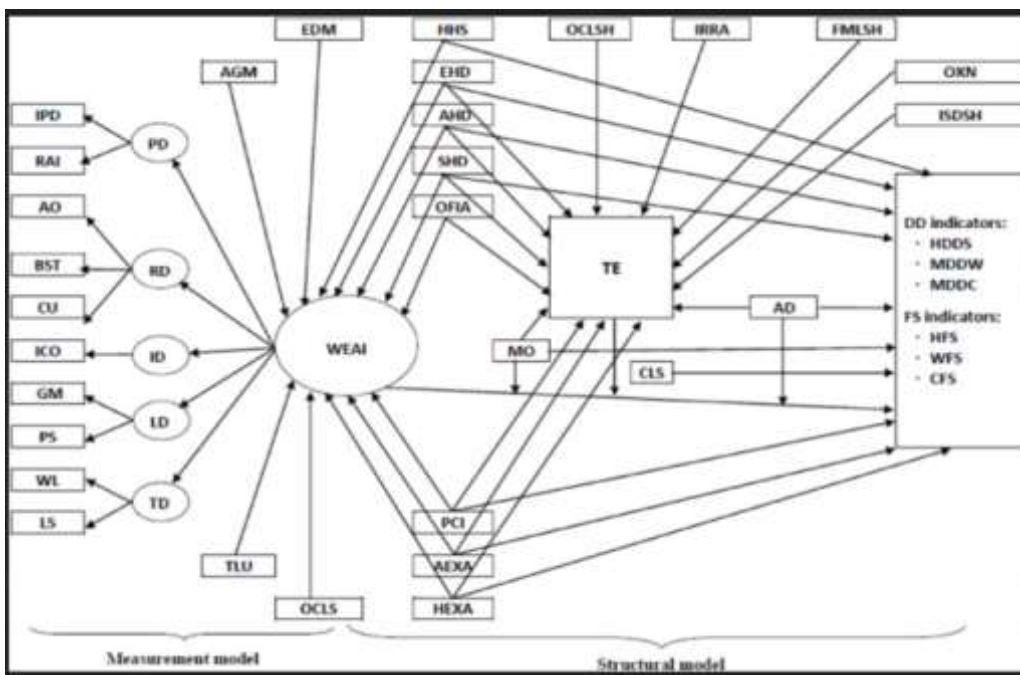 EDM
HHS
OCLSH
IRRA
FMLSH
AGM
EHD
OXN
IPD
AHD
ISDSH
PD
RAI
SHD
AO
OFIA
DD indicators:
· HDDS
· MDDW
· MDDC
FS indicators:
· HFS
· WFS
· CFS
BST
RD
TE
CU
AD
WEAI
ICO
ID
MO
CLS
GM
LD
PS
WL
TD
LS
PCI
TLU
AEXA
OCLS
HEXA
Measurement model
Structural model